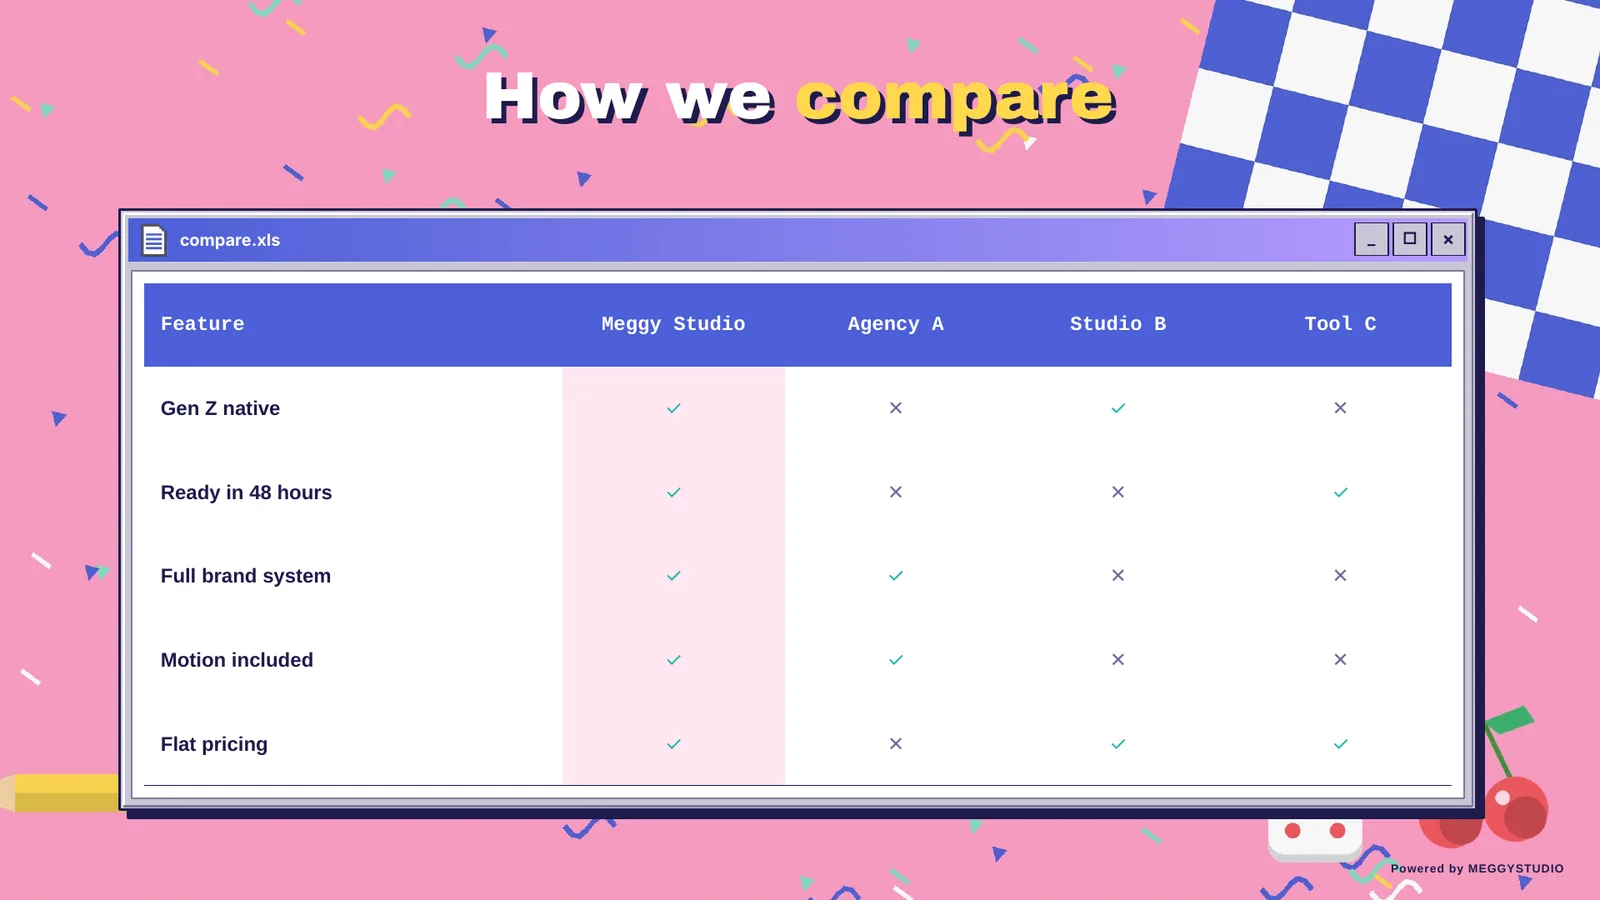 How we compare
compare.xls
Feature Meggy Studio Agency A Studio B Tool C
Gen Z native ✓ ✕ ✓ ✕
Ready in 48 hours ✓ ✕ ✕ ✓
Full brand system ✓ ✓ ✕ ✕
Motion included ✓ ✓ ✕ ✕
Flat pricing ✓ ✕ ✓ ✓
Powered by MEGGYSTUDIO